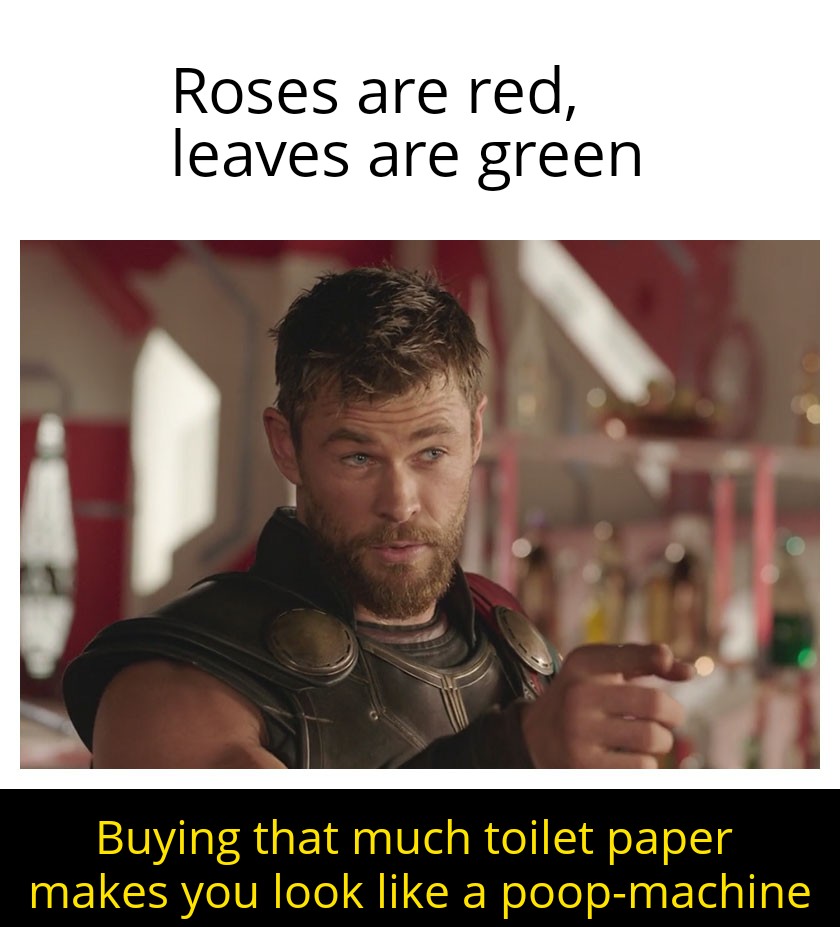 Roses are red,
leaves are green
Buying that much toilet paper
makes you look like a poop-machine